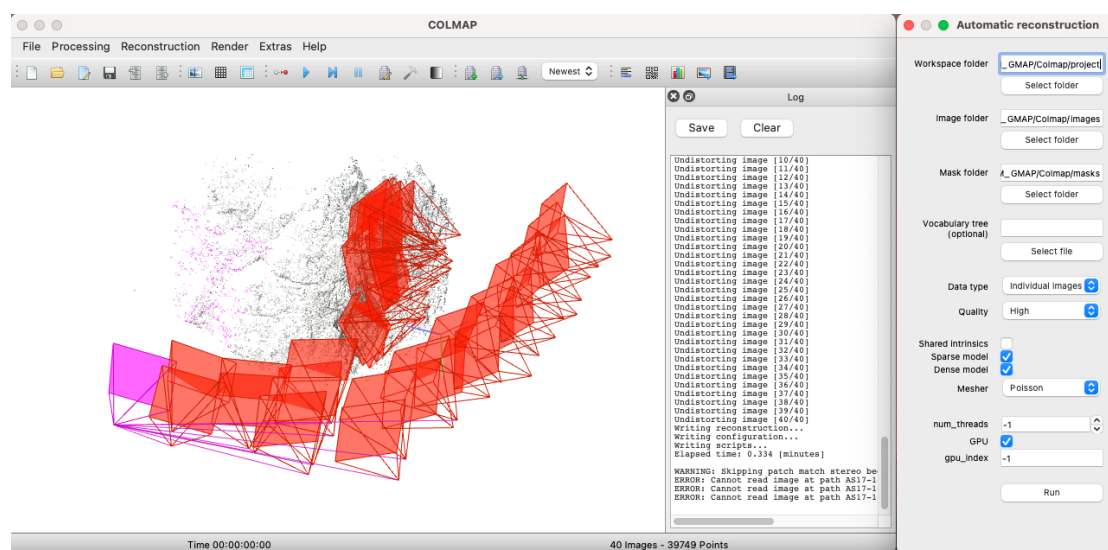 COLMAP
File Processing Reconstruction Render Extras Help
Newest
Log
Save Clear
Undistorting image [10/40]
Undistorting image [11/40]
Undistorting image [12/40]
Undistorting image [13/40]
Undistorting image [14/40]
Undistorting image [15/40]
Undistorting image [16/40]
Undistorting image [17/40]
Undistorting image [18/40]
Undistorting image [19/40]
Undistorting image [20/40]
Undistorting image [21/40]
Undistorting image [22/40]
Undistorting image [23/40]
Undistorting image [24/40]
Undistorting image [25/40]
Undistorting image [26/40]
Undistorting image [27/40]
Undistorting image [28/40]
Undistorting image [29/40]
Undistorting image [30/40]
Undistorting image [31/40]
Undistorting image [32/40]
Undistorting image [33/40]
Undistorting image [34/40]
Undistorting image [35/40]
Undistorting image [36/40]
Undistorting image [37/40]
Undistorting image [38/40]
Undistorting image [39/40]
Undistorting image [40/40]
Writing reconstruction...
Writing configuration...
Writing scripts...
Elapsed time: 0.334 [minutes]
WARNING: Skipping patch match stereo be
ERROR: Cannot read image at path AS17-1
ERROR: Cannot read image at path AS17-1
ERROR: Cannot read image at path AS17-1
Time 00:00:00:00
40 Images - 39749 Points
Automatic reconstruction
Workspace folder _GMAP/Colmap/project
Select folder
Image folder _GMAP/Colmap/images
Select folder
Mask folder _GMAP/Colmap/masks
Select folder
Vocabulary tree
(optional)
Select file
Data type Individual images
Quality High
Shared intrinsics
Sparse model
Dense model
Mesher Poisson
num_threads -1
GPU
gpu_index -1
Run